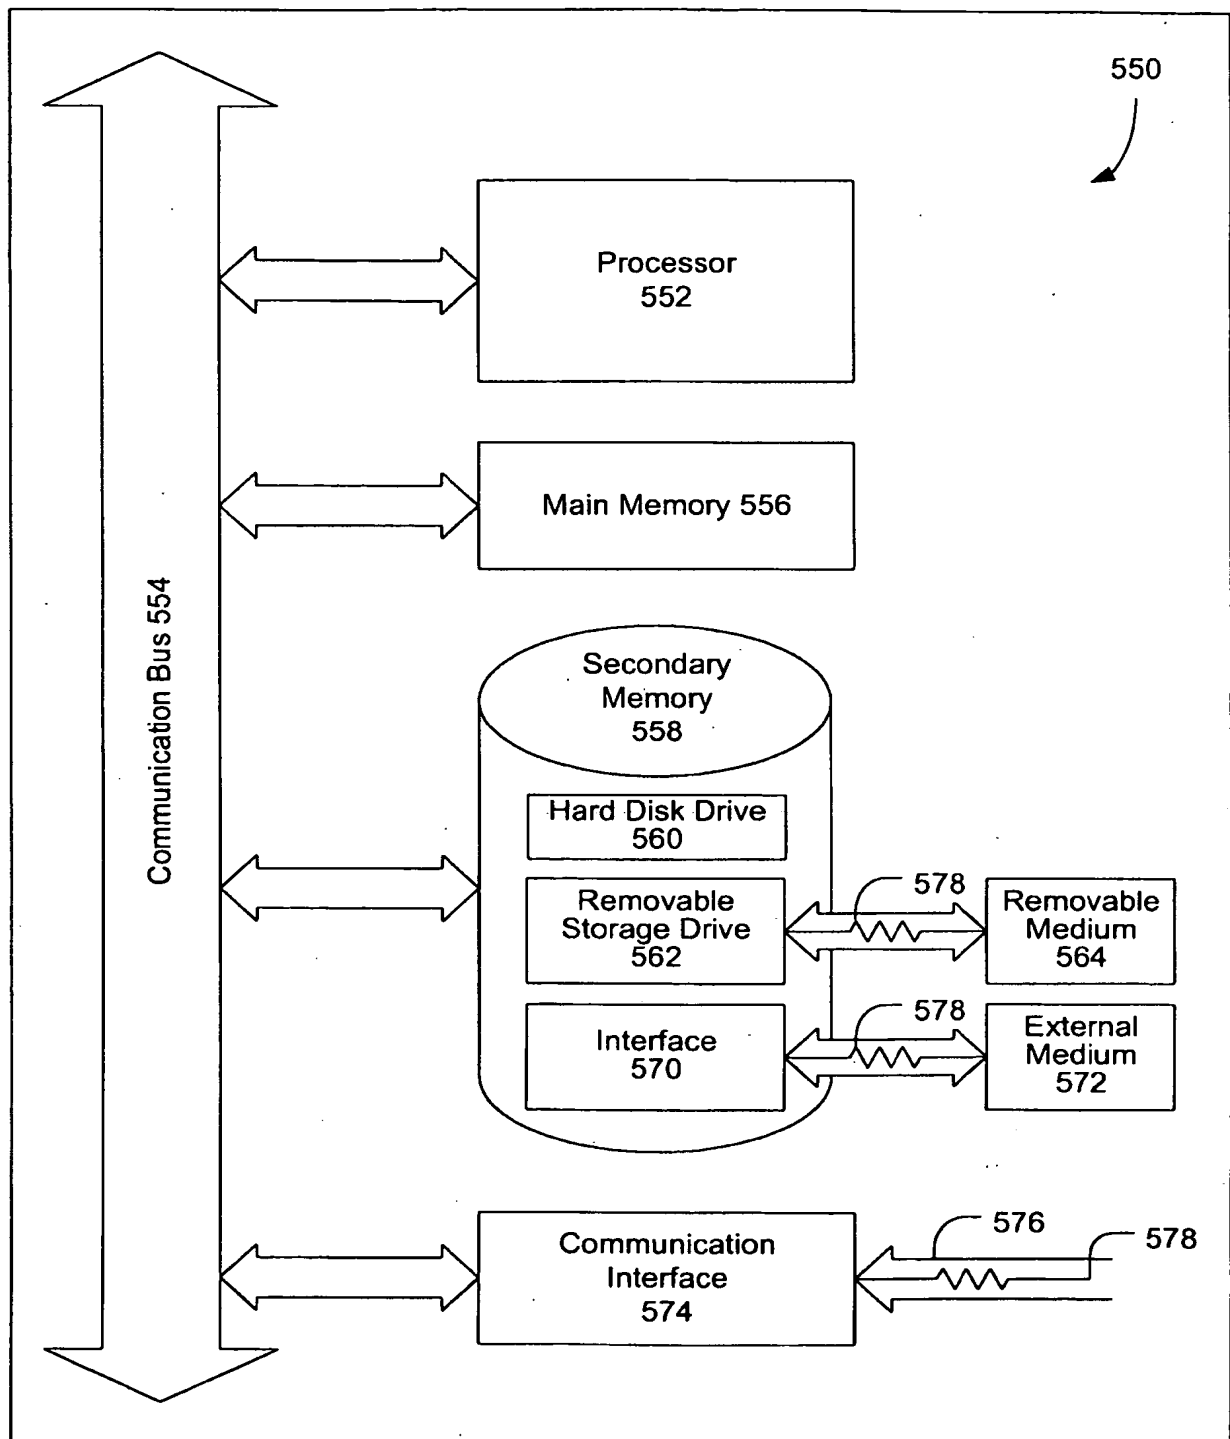 550
Processor
552
Main Memory 556
Communication Bus 554
Secondary
Memory
558
Hard Disk Drive
560
Removable
Storage Drive
562
578
Removable
Medium
564
Interface
570
578
External
Medium
572
Communication
Interface
574
576
578